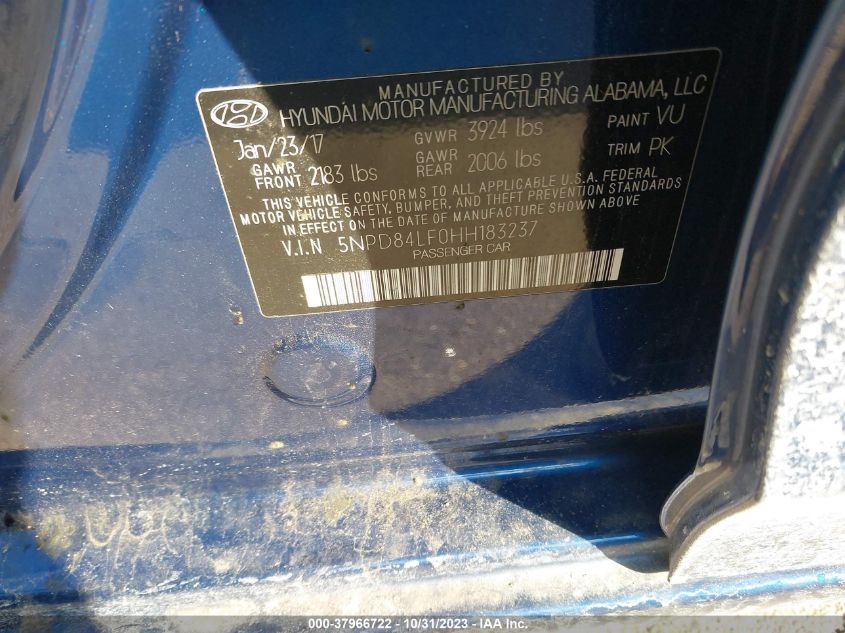 MANUFACTURED BY
HYUNDAI MOTOR MANUFACTURING ALABAMA, LLC
Jan/23/17 GVWR 3924 lbs PAINT VU
GAWR FRONT 2183 lbs GAWR REAR 2006 lbs TRIM PK
THIS VEHICLE CONFORMS TO ALL APPLICABLE U.S.A. FEDERAL
MOTOR VEHICLE SAFETY, BUMPER, AND THEFT PREVENTION STANDARDS
IN EFFECT ON THE DATE OF MANUFACTURE SHOWN ABOVE
V.I.N 5NPD84LF0HH183237
PASSENGER CAR
000-37966722 - 10/31/2023 - IAA Inc.